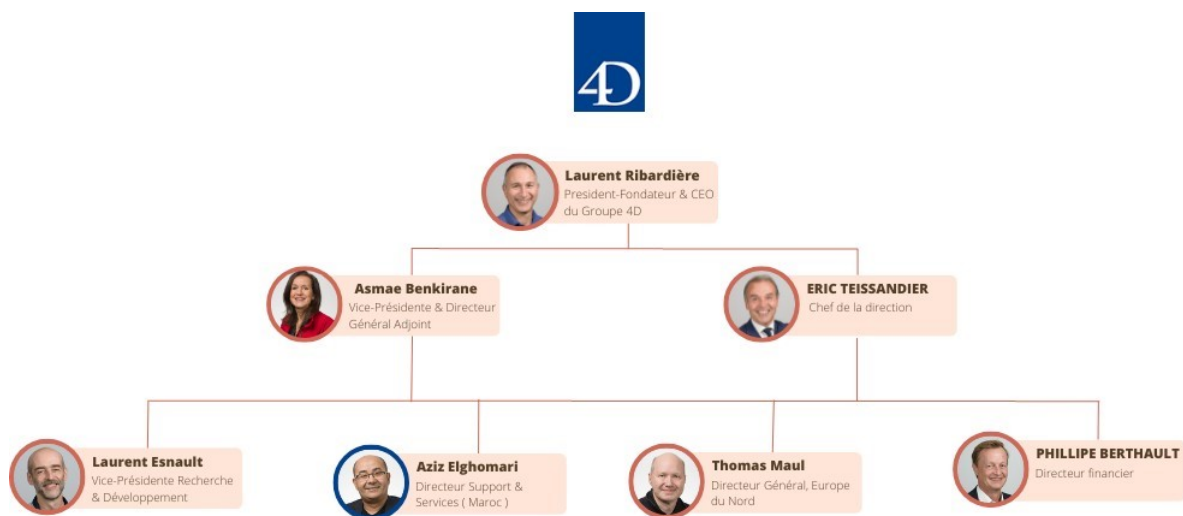 4D
Laurent Ribardière
President-Fondateur & CEO
du Groupe 4D
Asmae Benkirane
Vice-Présidente & Directeur
Général Adjoint
ERIC TEISSANDIER
Chef de la direction
Laurent Esnault
Vice-Présidente Recherche
& Développement
Aziz Elghomari
Directeur Support &
Services ( Maroc )
Thomas Maul
Directeur Général, Europe
du Nord
PHILLIPE BERTHAULT
Directeur financier